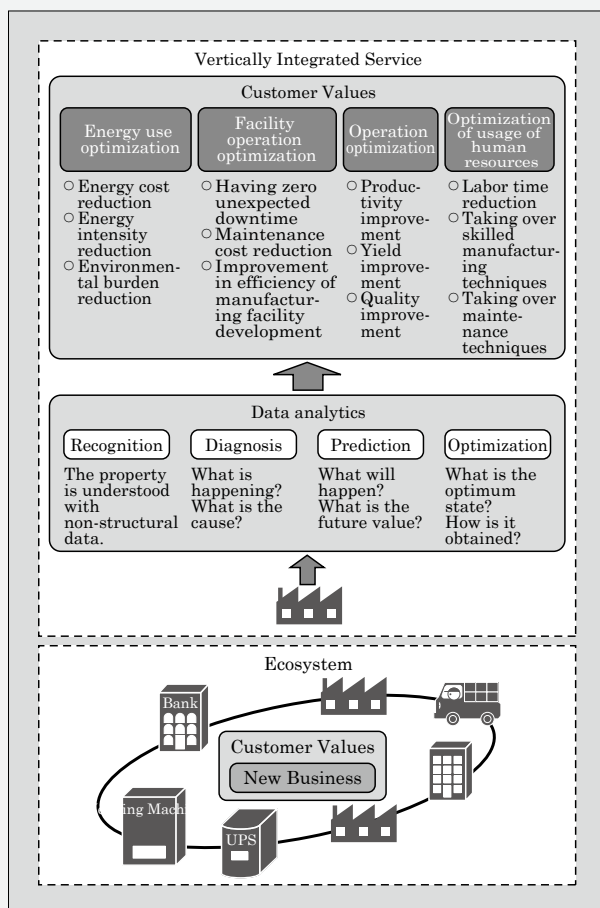 Vertically Integrated Service
Customer Values
Energy use
optimization
Facility
operation
optimization
Operation
optimization
Optimization
of usage of
human
resources
○ Energy cost
reduction
○ Energy
intensity
reduction
○ Environmen-
tal burden
reduction
○ Having zero
unexpected
downtime
○ Maintenance
cost reduction
○ Improvement
in efficiency of
manufactur-
ing facility
development
○ Produc-
tivity
improve-
ment
○ Yield
improve-
ment
○ Quality
improve-
ment
○ Labor time
reduction
○ Taking over
skilled
manufactur-
ing
techniques
○ Taking over
mainte-
nance
techniques
Data analytics
Recognition
The property
is understood
with
non-structural
data.
Diagnosis
What is
happening?
What is the
cause?
Prediction
What will
happen?
What is the
future value?
Optimization
What is the
optimum
state?
How is it
obtained?
Ecosystem
Bank
Customer Values
New Business
UPS